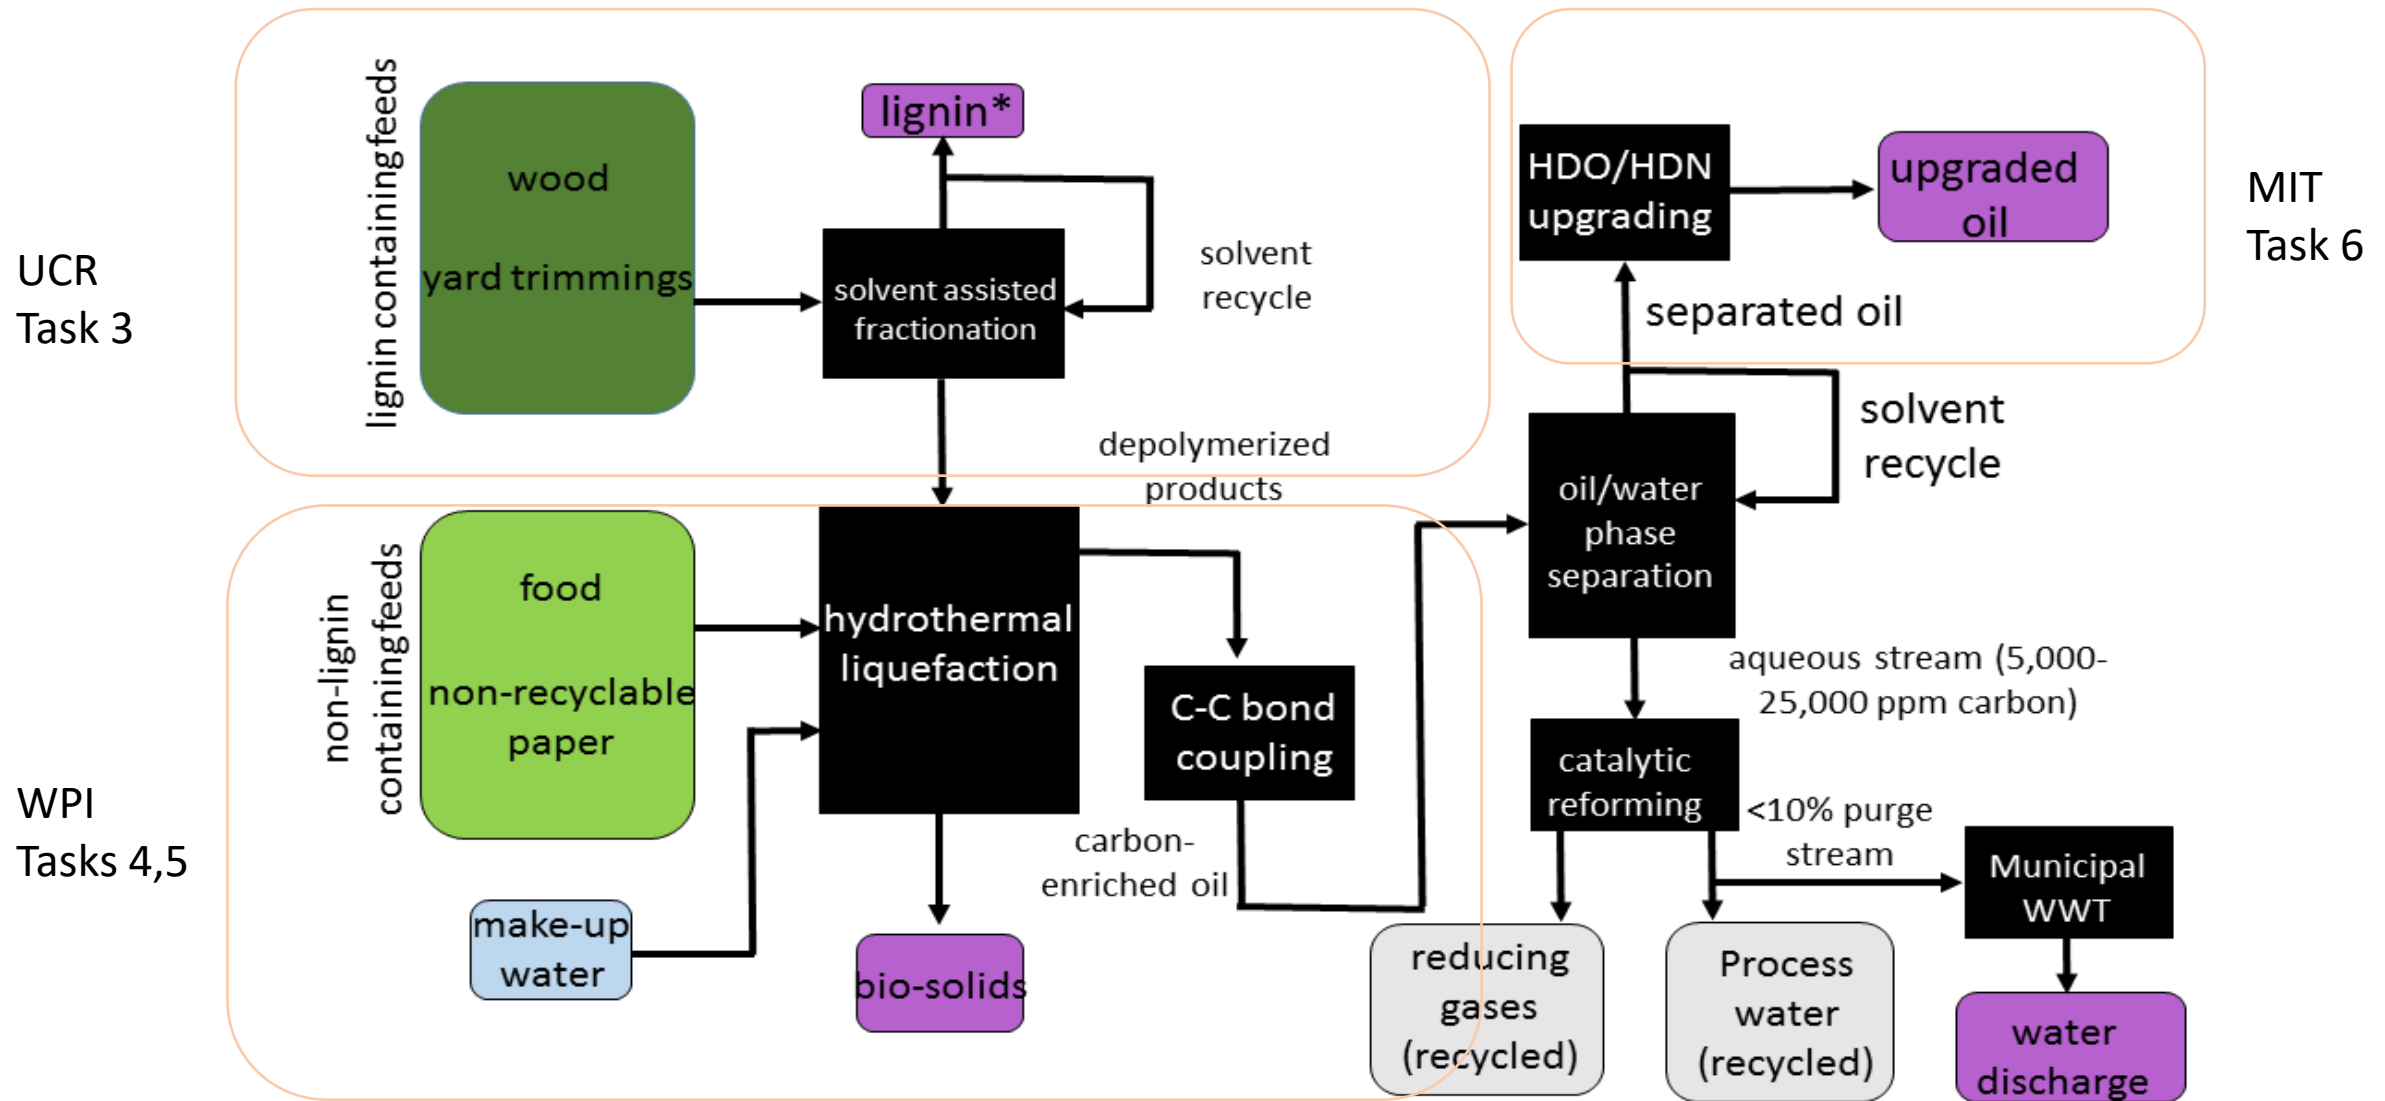 UCR
Task 3
lignin containing feeds
wood
yard trimmings
lignin*
solvent assisted
fractionation
solvent
recycle
depolymerized
products
WPI
Tasks 4,5
non-lignin
containing feeds
food
non-recyclable
paper
make-up
water
hydrothermal
liquefaction
bio-solids
C-C bond
coupling
carbon-
enriched oil
MIT
Task 6
HDO/HDN
upgrading
upgraded
oil
separated oil
solvent
recycle
oil/water
phase
separation
aqueous stream (5,000-
25,000 ppm carbon)
catalytic
reforming
<10% purge
stream
Municipal
WWT
reducing
gases
(recycled)
Process
water
(recycled)
water
discharge